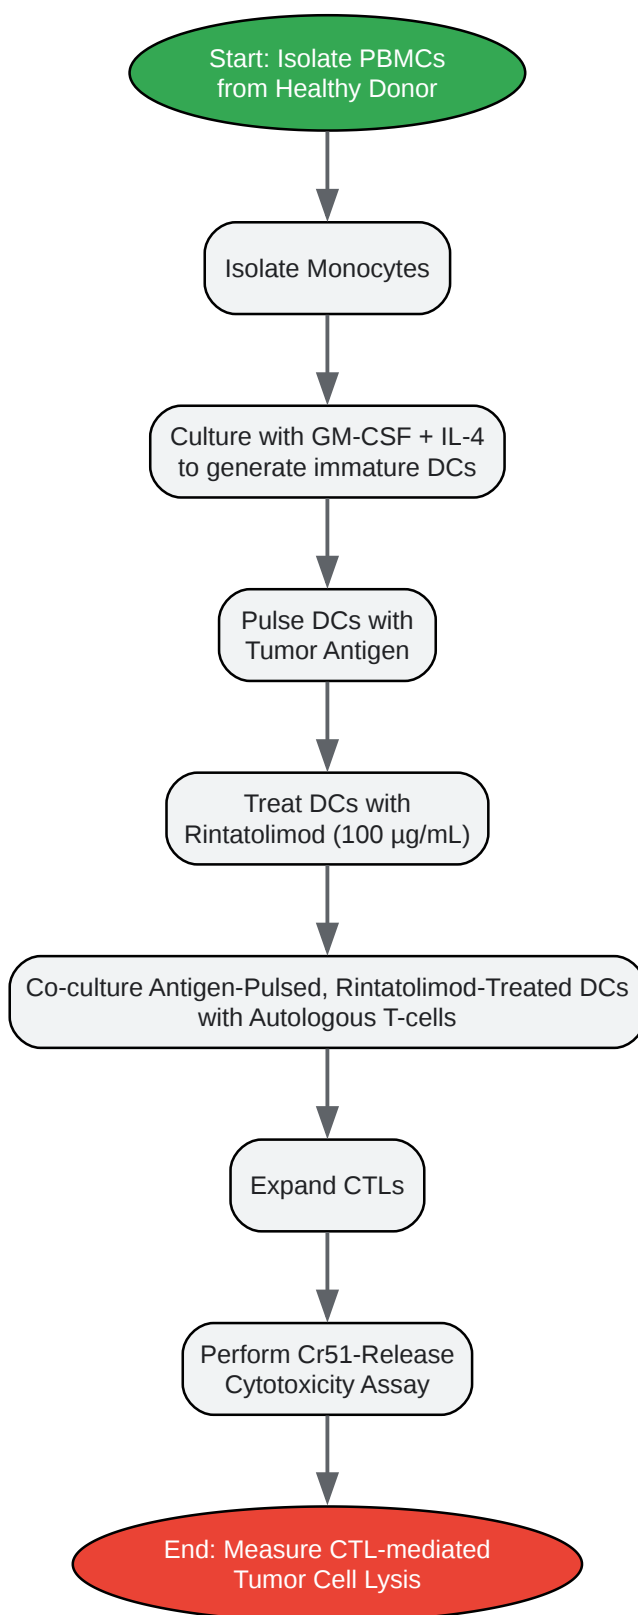 Start: Isolate PBMCs
from Healthy Donor
Isolate Monocytes
Culture with GM-CSF + IL-4
to generate immature DCs
Pulse DCs with
Tumor Antigen
Treat DCs with
Rintatolimod (100 µg/mL)
Co-culture Antigen-Pulsed, Rintatolimod-Treated DCs
with Autologous T-cells
Expand CTLs
Perform Cr51-Release
Cytotoxicity Assay
End: Measure CTL-mediated
Tumor Cell Lysis